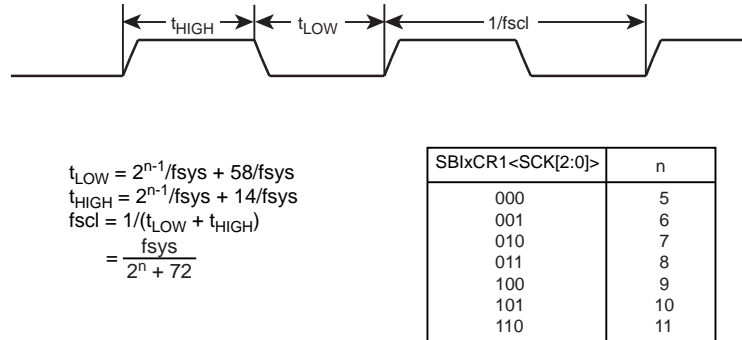 tHIGH tLOW 1/fscl
tLOW = 2n-1/fsys + 58/fsys
tHIGH = 2n-1/fsys + 14/fsys
fscl = 1/(tLOW + tHIGH)
= fsys
2n + 72
SBIxCR1<SCK[2:0]> n
000 5
001 6
010 7
011 8
100 9
101 10
110 11